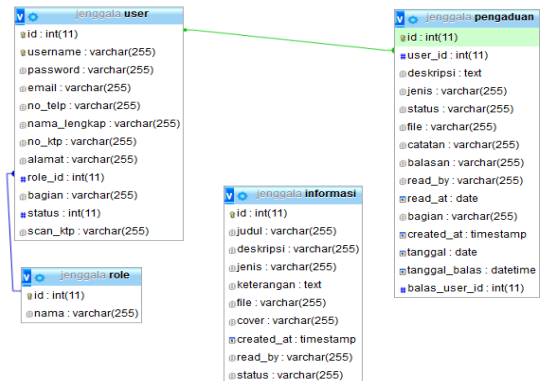 jenggala user
id : int(11)
username : varchar(255)
password : varchar(255)
email : varchar(255)
no_telp : varchar(255)
nama_lengkap : varchar(255)
no_ktp : varchar(255)
alamat : varchar(255)
role_id : int(11)
bagian : varchar(255)
status : int(11)
scan_ktp : varchar(255)
jenggala role
id : int(11)
nama : varchar(255)
jenggala informasi
id : int(11)
judul : varchar(255)
deskripsi : varchar(255)
jenis : varchar(255)
keterangan : text
file : varchar(255)
cover : varchar(255)
created_at : timestamp
read_by : varchar(255)
status : varchar(255)
jenggala pengaduan
id : int(11)
user_id : int(11)
deskripsi : text
jenis : varchar(255)
status : varchar(255)
file : varchar(255)
catatan : varchar(255)
balasan : varchar(255)
read_by : varchar(255)
read_at : date
bagian : varchar(255)
created_at : timestamp
tanggal : date
tanggal_balas : datetime
balas_user_id : int(11)